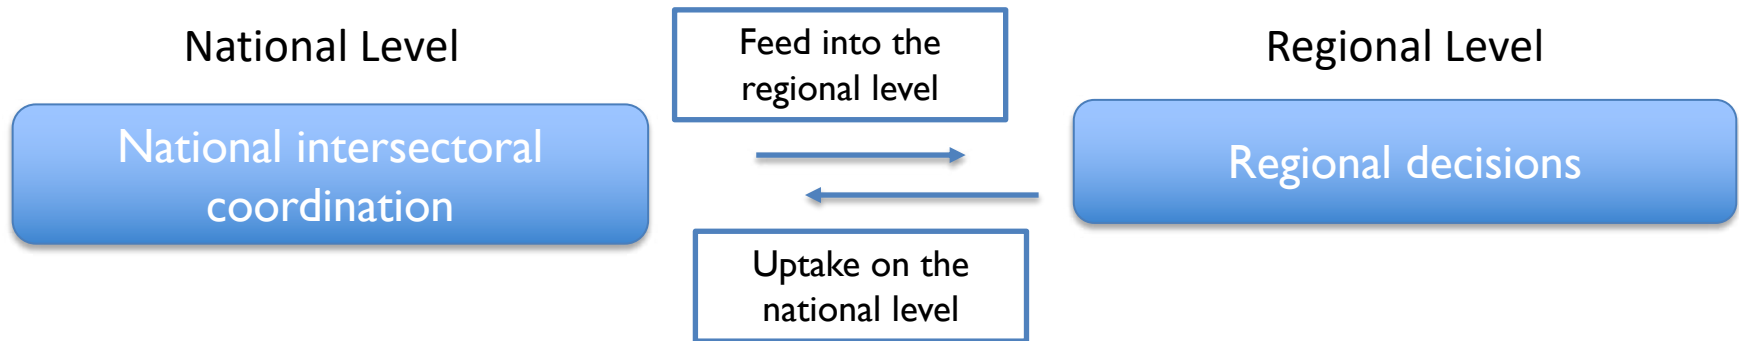 National Level
National intersectoral
coordination
Feed into the
regional level
Uptake on the
national level
Regional Level
Regional decisions